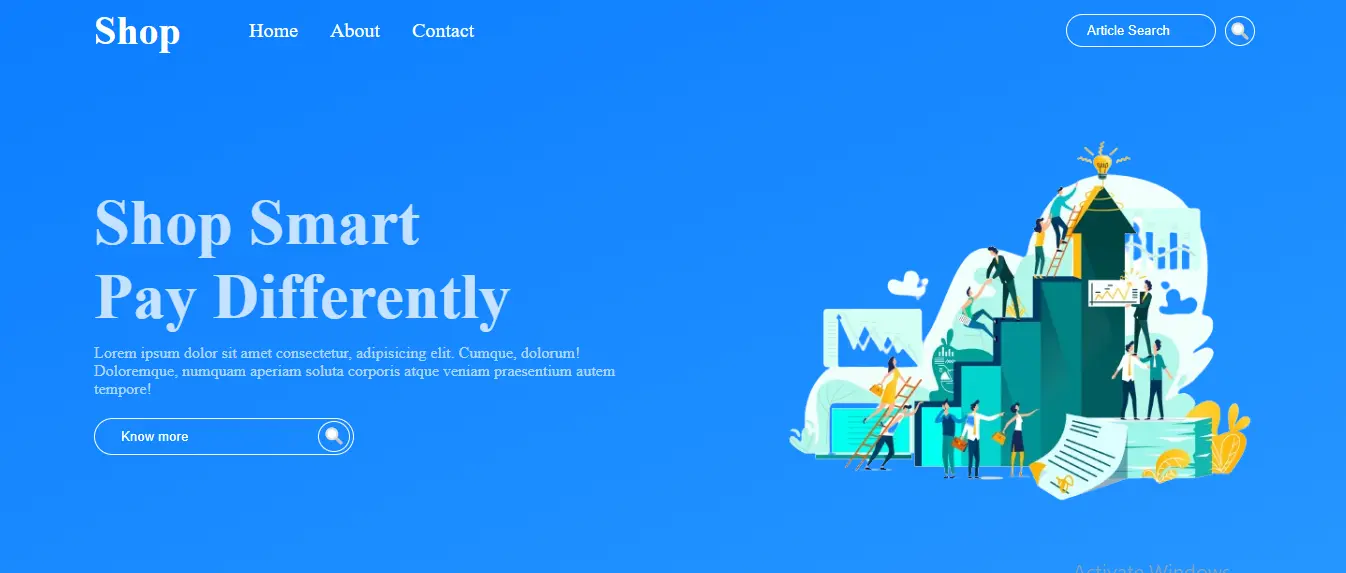 Shop
Home
About
Contact
Article Search
Shop Smart
Pay Differently
Lorem ipsum dolor sit amet consectetur, adipisicing elit. Cumque, dolorum!
Doloremque, numquam aperiam soluta corporis atque veniam praesentium autem
tempore!
Know more
Activate Windows